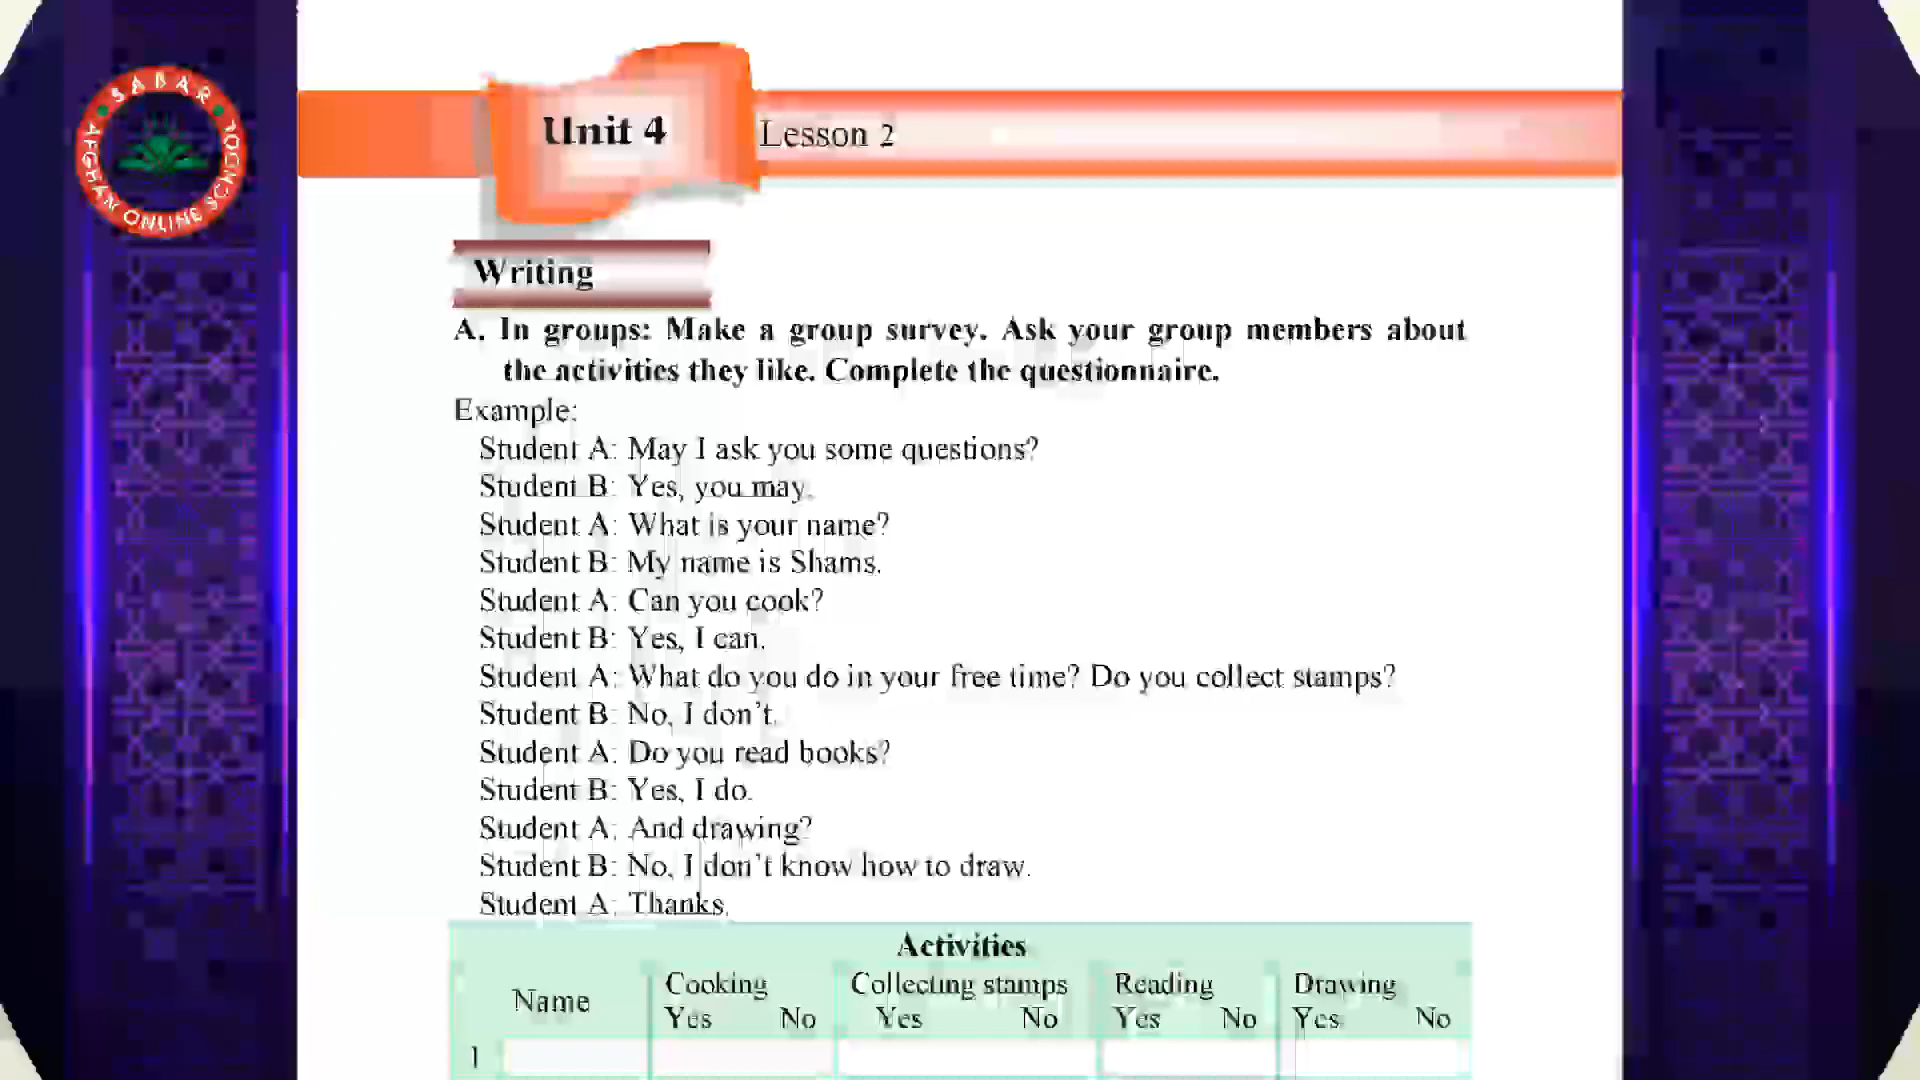 SABAR
AFGHAN ONLINE SCHOOL
Unit 4
Lesson 2
Writing
A. In groups: Make a group survey. Ask your group members about
the activities they like. Complete the questionnaire.
Example:
Student A: May I ask you some questions?
Student B: Yes, you may.
Student A: What is your name?
Student B: My name is Shams.
Student A: Can you cook?
Student B: Yes, I can.
Student A: What do you do in your free time? Do you collect stamps?
Student B: No, I don't.
Student A: Do you read books?
Student B: Yes, I do.
Student A: And drawing?
Student B: No, I don't know how to draw.
Student A: Thanks.
Activities
Name Cooking Collecting stamps Reading Drawing
Yes No Yes No Yes No Yes No
1